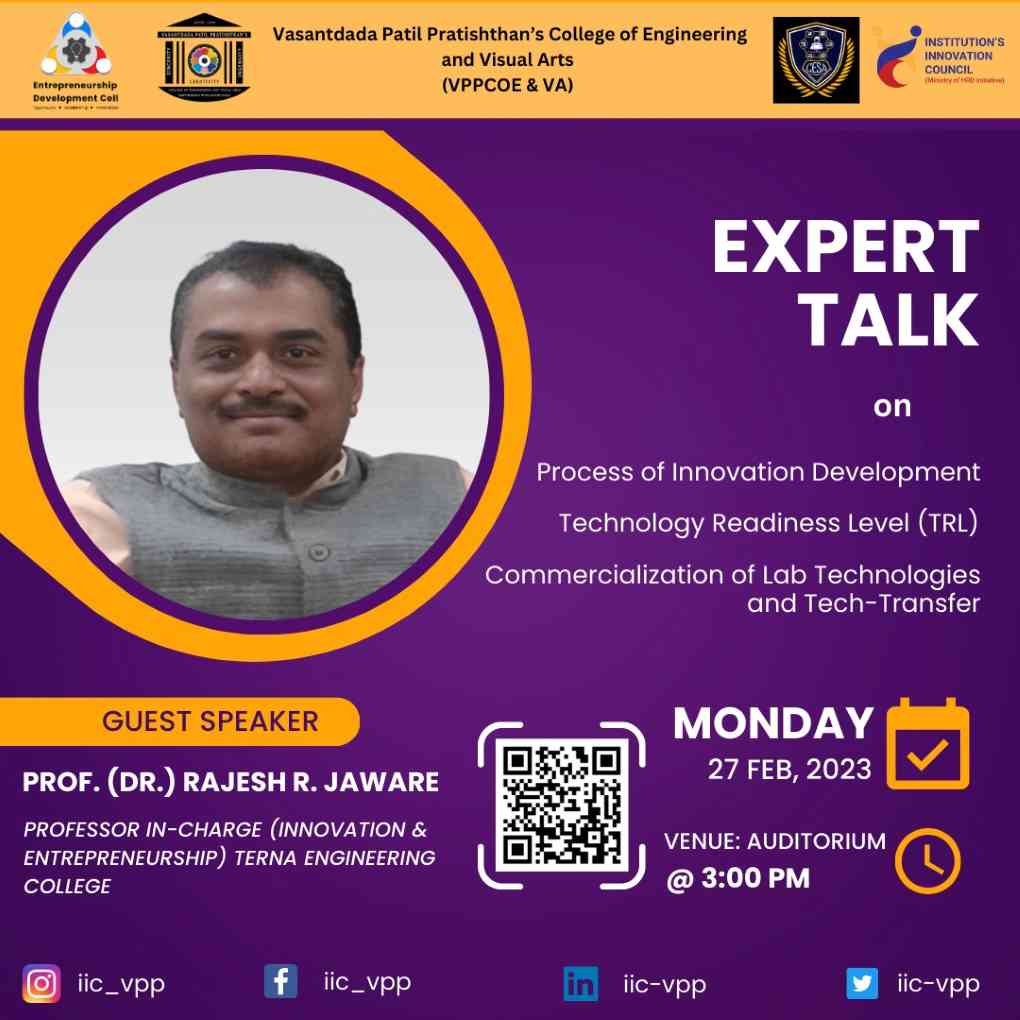 Entrepreneurship
Development Cell
VASANTDADA PATIL PRATISHTHAN'S
Vasantdada Patil Pratishthan's College of Engineering
and Visual Arts
(VPPCOE & VA)
CESA
INSTITUTION'S
INNOVATION
COUNCIL
(Ministry of HRD Initiative)
EXPERT
TALK
on
Process of Innovation Development
Technology Readiness Level (TRL)
Commercialization of Lab Technologies
and Tech-Transfer
GUEST SPEAKER
PROF. (DR.) RAJESH R. JAWARE
PROFESSOR IN-CHARGE (INNOVATION &
ENTREPRENEURSHIP) TERNA ENGINEERING
COLLEGE
MONDAY
27 FEB, 2023
VENUE: AUDITORIUM
@ 3:00 PM
iic_vpp
iic_vpp
iic-vpp
iic-vpp